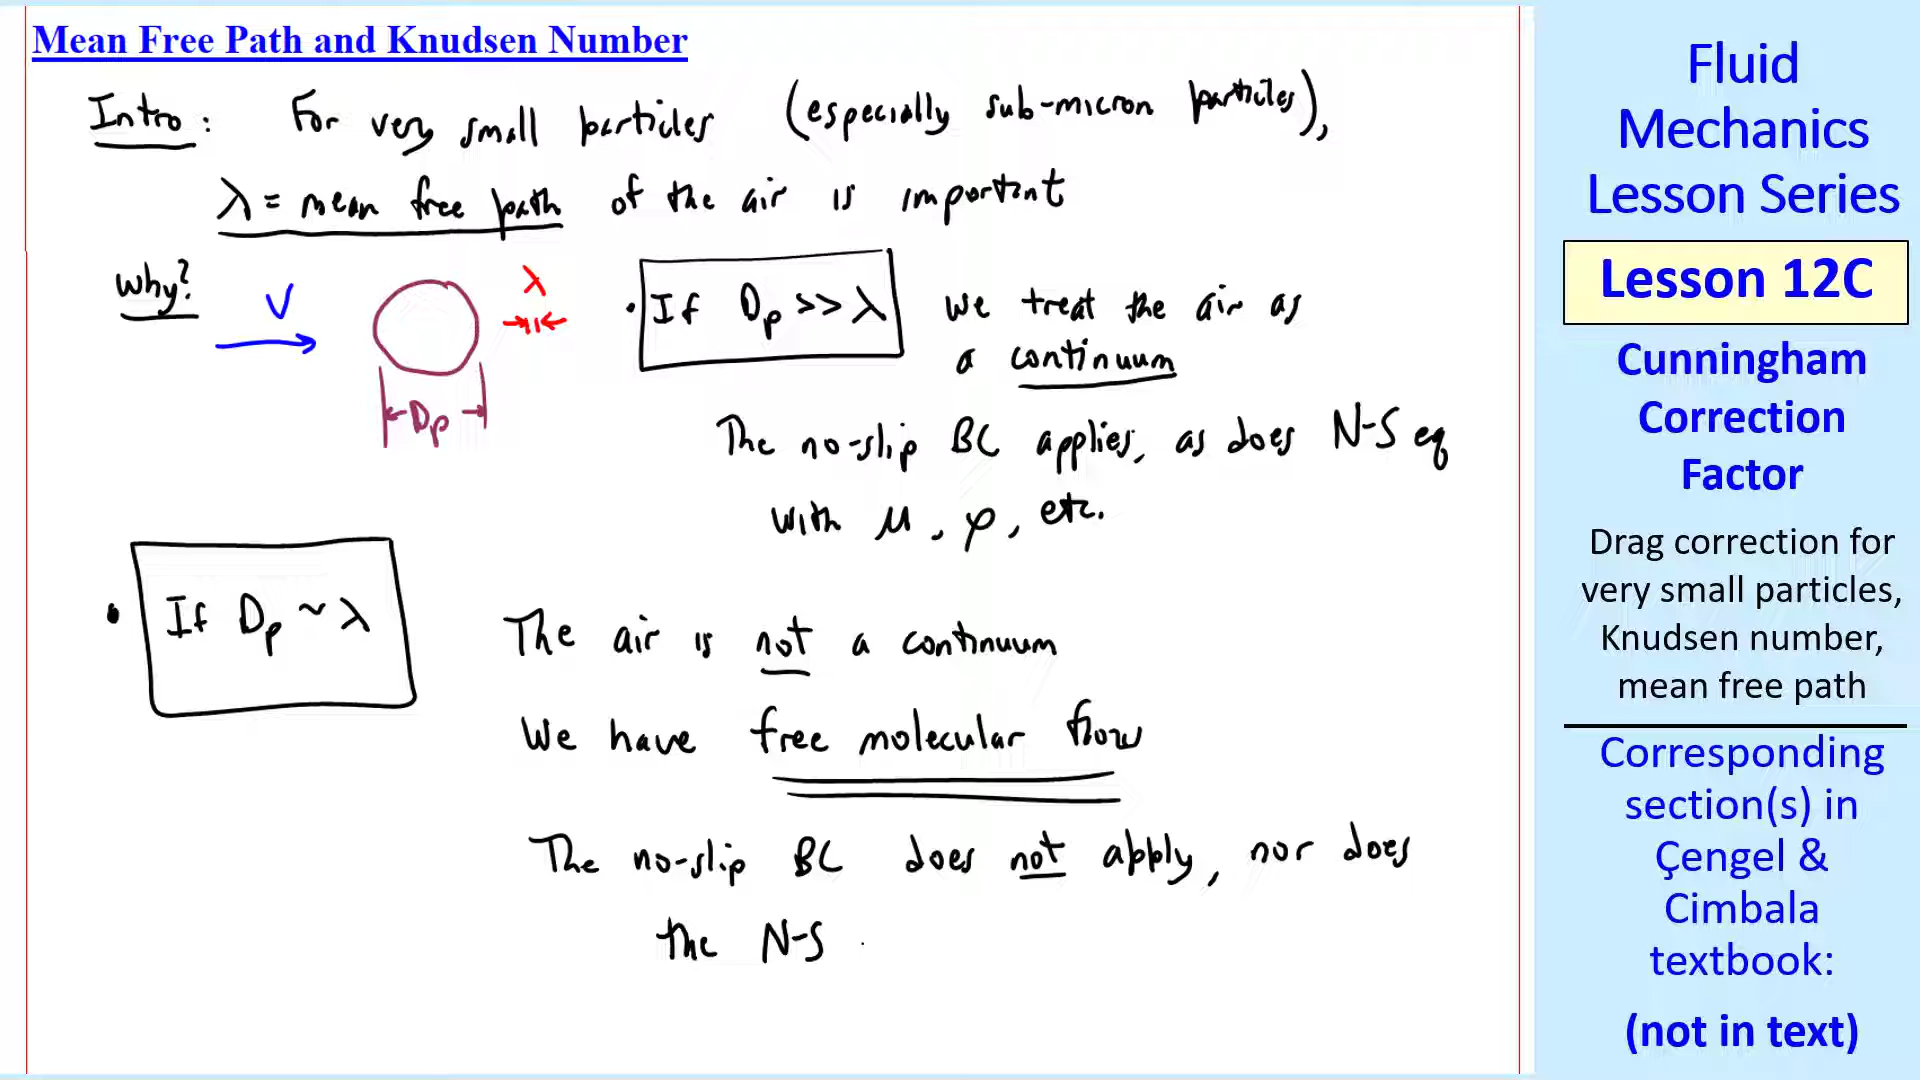 Mean Free Path and Knudsen Number
Intro: For very small particles (especially sub-micron particles),
λ = mean free path of the air is important
Why?
V
λ
Dp
• If Dp >> λ we treat the air as
a continuum
The no-slip BC applies, as does N-S eq
with μ, ρ, etc.
• If Dp ~ λ
The air is not a continuum
We have free molecular flow
The no-slip BC does not apply, nor does
the N-S
Fluid
Mechanics
Lesson Series
Lesson 12C
Cunningham
Correction
Factor
Drag correction for
very small particles,
Knudsen number,
mean free path
Corresponding
section(s) in
Çengel &
Cimbala
textbook:
(not in text)